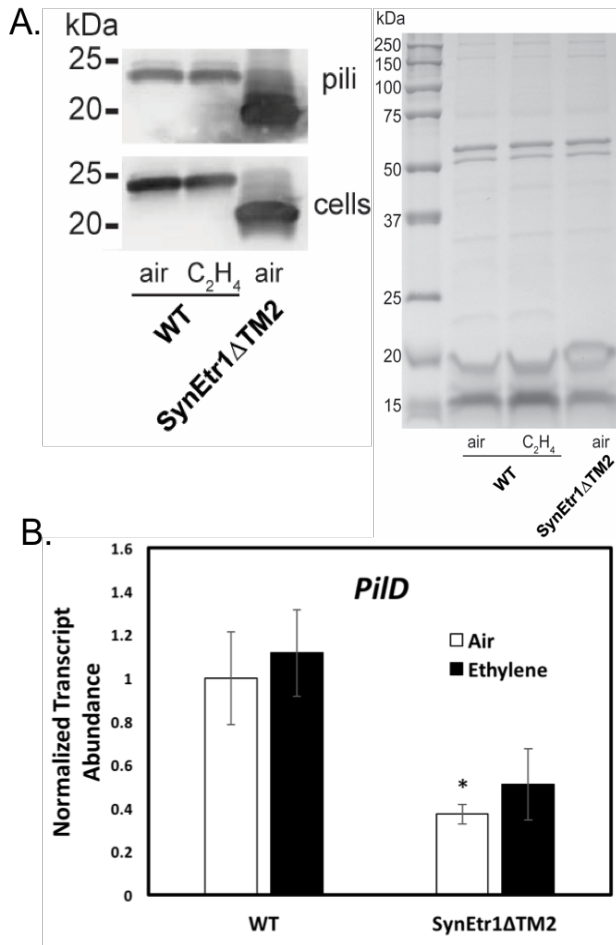 A.
kDa
25
20
pili
25
20
cells
air C₂H₄ air
WT
SynEtr1ΔTM2
kDa
250
150
100
75
50
37
25
20
15
air C₂H₄ air
WT
SynEtr1ΔTM2
B.
PilD
Normalized Transcript
Abundance
1.6
1.4
1.2
1
0.8
0.6
0.4
0.2
0
Air
Ethylene
*
WT SynEtr1ΔTM2